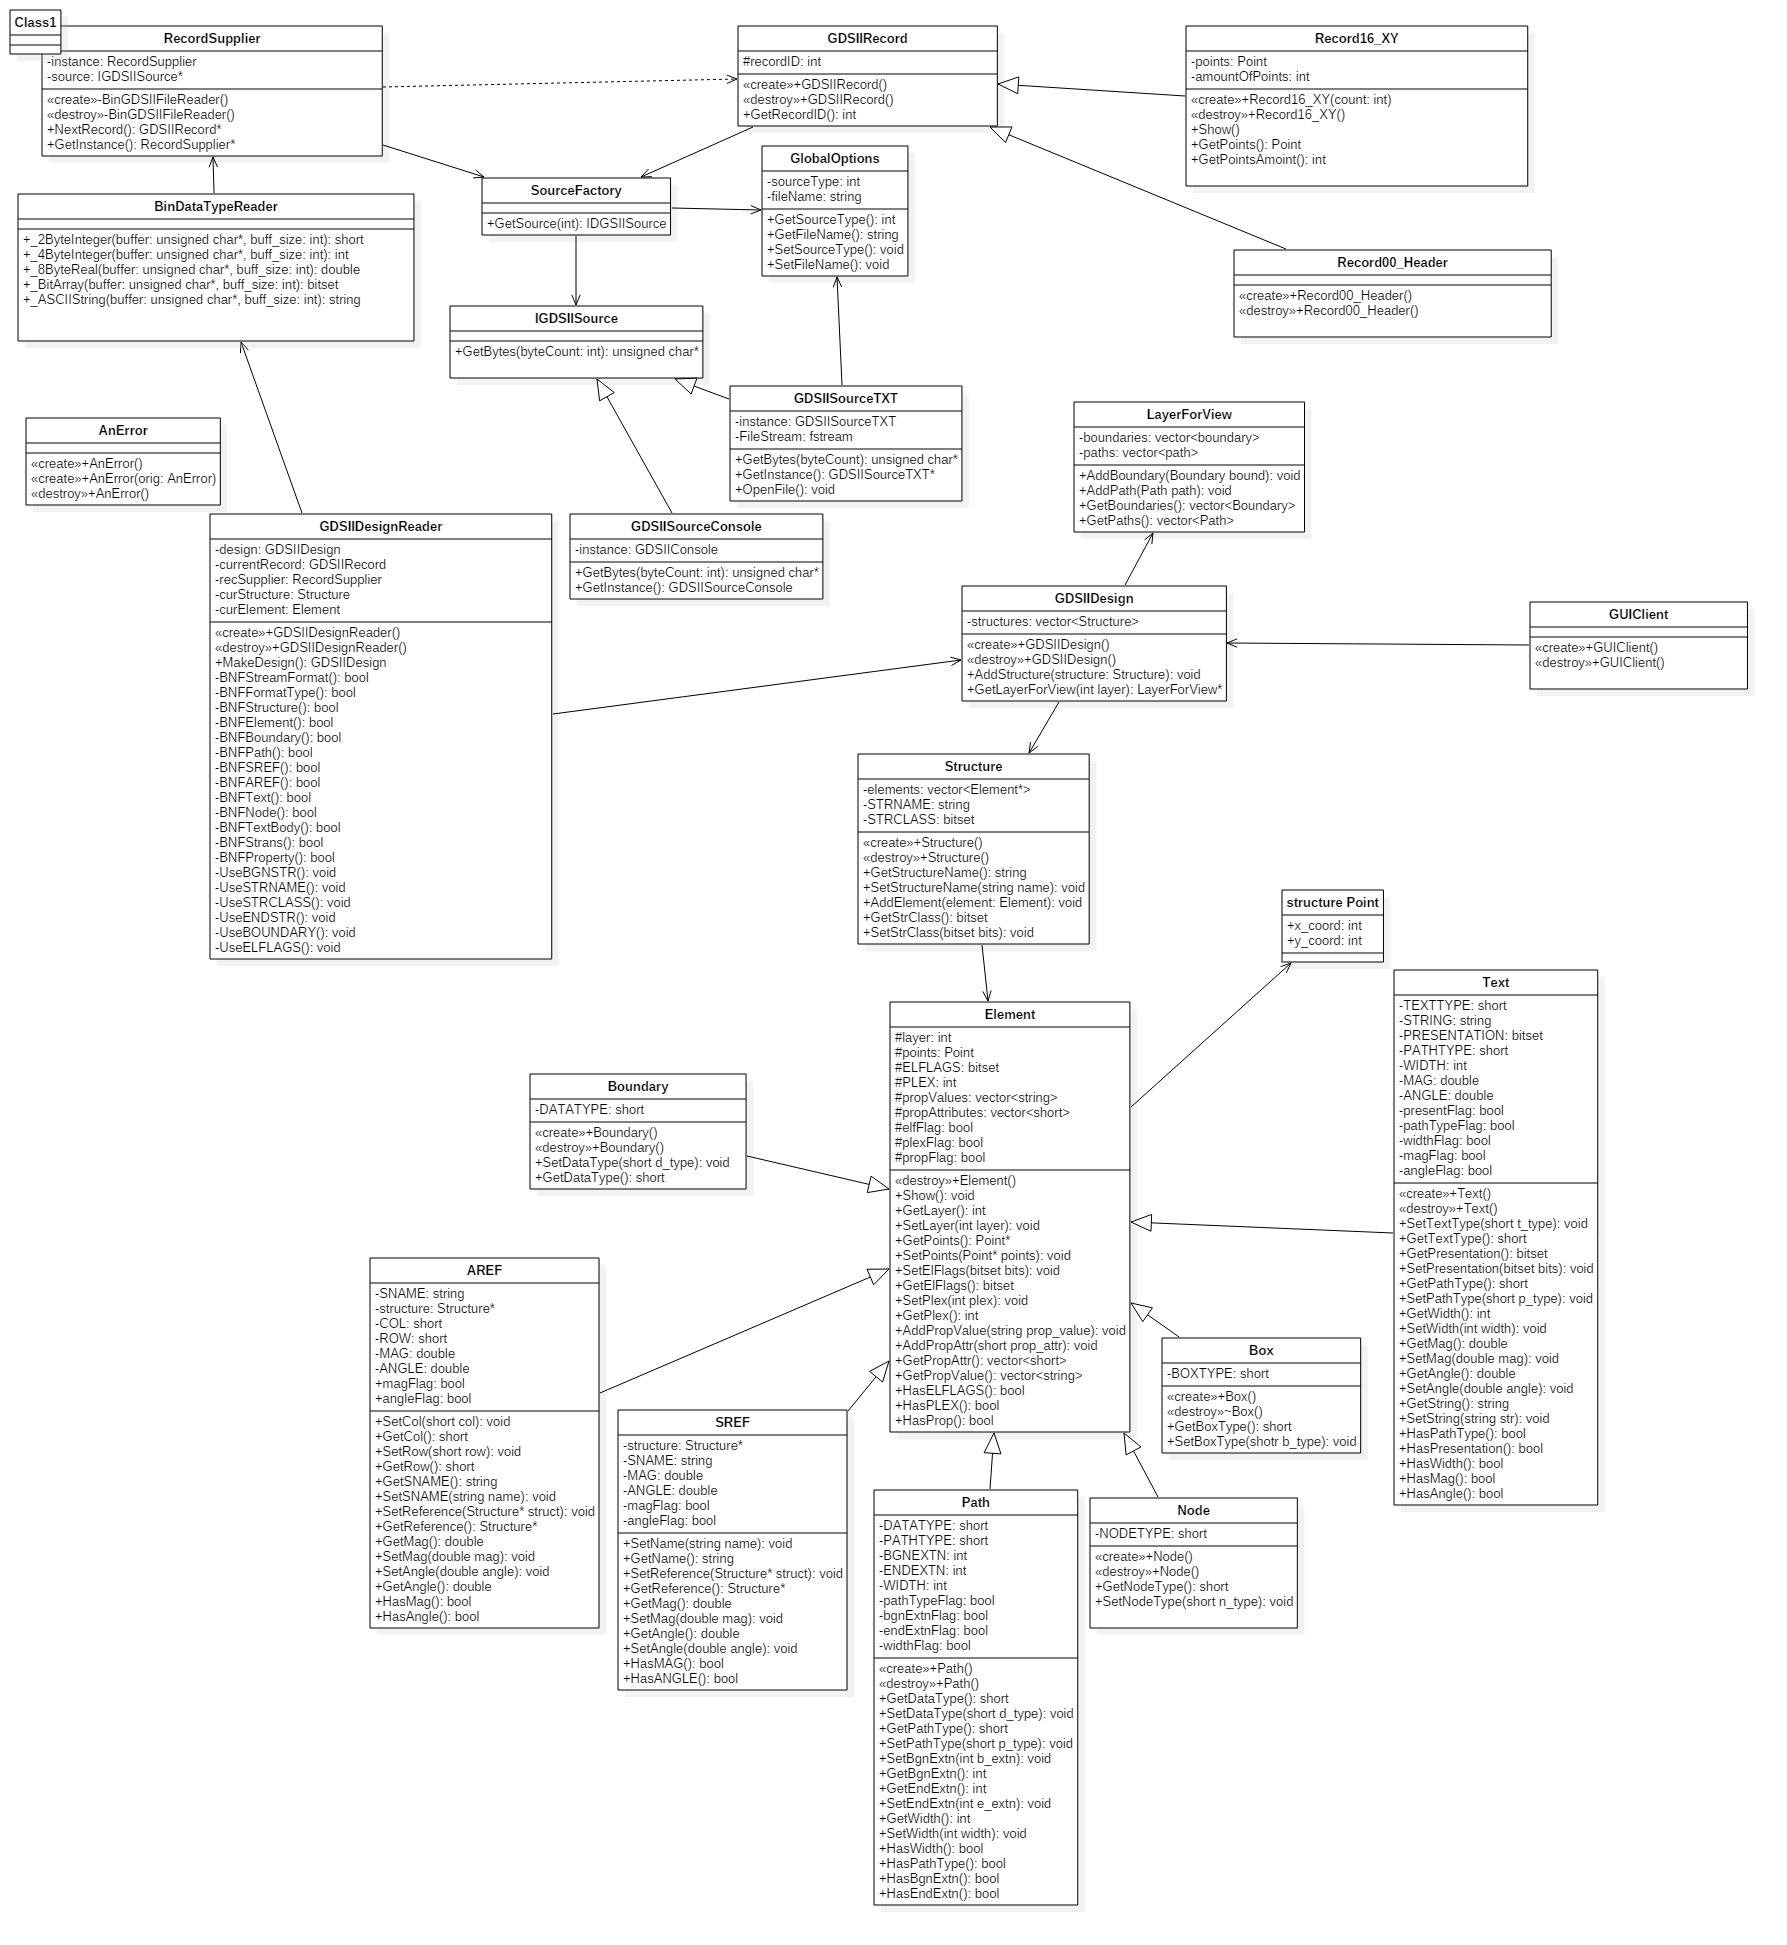 Class1
RecordSupplier
-instance: RecordSupplier
-source: IGDSIISource*
«create»-BinGDSIIFileReader()
«destroy»-BinGDSIIFileReader()
+NextRecord(): GDSIIRecord*
+GetInstance(): RecordSupplier*
GDSIIRecord
#recordID: int
«create»+GDSIIRecord()
«destroy»+GDSIIRecord()
+GetRecordID(): int
Record16_XY
-points: Point
-amountOfPoints: int
«create»+Record16_XY(count: int)
«destroy»+Record16_XY()
+Show()
+GetPoints(): Point
+GetPointsAmoint(): int
GlobalOptions
-sourceType: int
-fileName: string
+GetSourceType(): int
+GetFileName(): string
+SetSourceType(): void
+SetFileName(): void
SourceFactory
+GetSource(int): IDGSIISource
BinDataTypeReader
+_2ByteInteger(buffer: unsigned char*, buff_size: int): short
+_4ByteInteger(buffer: unsigned char*, buff_size: int): int
+_8ByteReal(buffer: unsigned char*, buff_size: int): double
+_BitArray(buffer: unsigned char*, buff_size: int): bitset
+_ASCIIString(buffer: unsigned char*, buff_size: int): string
Record00_Header
«create»+Record00_Header()
«destroy»+Record00_Header()
IGDSIISource
+GetBytes(byteCount: int): unsigned char*
GDSIISourceTXT
-instance: GDSIISourceTXT
-FileStream: fstream
+GetBytes(byteCount): unsigned char*
+GetInstance(): GDSIISourceTXT*
+OpenFile(): void
AnError
«create»+AnError()
«create»+AnError(orig: AnError)
«destroy»+AnError()
LayerForView
-boundaries: vector<boundary>
-paths: vector<path>
+AddBoundary(Boundary bound): void
+AddPath(Path path): void
+GetBoundaries(): vector<Boundary>
+GetPaths(): vector<Path>
GDSIIDesignReader
-design: GDSIIDesign
-currentRecord: GDSIIRecord
-recSupplier: RecordSupplier
-curStructure: Structure
-curElement: Element
«create»+GDSIIDesignReader()
«destroy»+GDSIIDesignReader()
+MakeDesign(): GDSIIDesign
-BNFStreamFormat(): bool
-BNFFormatType(): bool
-BNFStructure(): bool
-BNFElement(): bool
-BNFBoundary(): bool
-BNFPath(): bool
-BNFSREF(): bool
-BNFAREF(): bool
-BNFText(): bool
-BNFNode(): bool
-BNFTextBody(): bool
-BNFStrans(): bool
-BNFProperty(): bool
-UseBGNSTR(): void
-UseSTRNAME(): void
-UseSTRCLASS(): void
-UseENDSTR(): void
-UseBOUNDARY(): void
-UseELFLAGS(): void
GDSIISourceConsole
-instance: GDSIIConsole
+GetBytes(byteCount: int): unsigned char*
+GetInstance(): GDSIISourceConsole
GDSIIDesign
-structures: vector<Structure>
«create»+GDSIIDesign()
«destroy»+GDSIIDesign()
+AddStructure(structure: Structure): void
+GetLayerForView(int layer): LayerForView*
GUIClient
«create»+GUIClient()
«destroy»+GUIClient()
Structure
-elements: vector<Element*>
-STRNAME: string
-STRCLASS: bitset
«create»+Structure()
«destroy»+Structure()
+GetStructureName(): string
+SetStructureName(string name): void
+AddElement(element: Element): void
+GetStrClass(): bitset
+SetStrClass(bitset bits): void
structure Point
+x_coord: int
+y_coord: int
Text
-TEXTTYPE: short
-STRING: string
-PRESENTATION: bitset
-PATHTYPE: short
-WIDTH: int
-MAG: double
-ANGLE: double
-presentFlag: bool
-pathTypeFlag: bool
-widthFlag: bool
-magFlag: bool
-angleFlag: bool
«create»+Text()
«destroy»+Text()
+SetTextType(short t_type): void
+GetTextType(): short
+GetPresentation(): bitset
+SetPresentation(bitset bits): void
+GetPathType(): short
+SetPathType(short p_type): void
+GetWidth(): int
+SetWidth(int width): void
+GetMag(): double
+SetMag(double mag): void
+GetAngle(): double
+SetAngle(double angle): void
+GetString(): string
+SetString(string str): void
+HasPathType(): bool
+HasPresentation(): bool
+HasWidth(): bool
+HasMag(): bool
+HasAngle(): bool
Element
#layer: int
#points: Point
#ELFLAGS: bitset
#PLEX: int
#propValues: vector<string>
#propAttributes: vector<short>
#elfFlag: bool
#plexFlag: bool
#propFlag: bool
«destroy»+Element()
+Show(): void
+GetLayer(): int
+SetLayer(int layer): void
+GetPoints(): Point*
+SetPoints(Point* points): void
+SetElFlags(bitset bits): void
+GetElFlags(): bitset
+SetPlex(int plex): void
+GetPlex(): int
+AddPropValue(string prop_value): void
+AddPropAttr(short prop_attr): void
+GetPropAttr(): vector<short>
+GetPropValue(): vector<string>
+HasELFLAGS(): bool
+HasPLEX(): bool
+HasProp(): bool
Boundary
-DATATYPE: short
«create»+Boundary()
«destroy»+Boundary()
+SetDataType(short d_type): void
+GetDataType(): short
AREF
-SNAME: string
-structure: Structure*
-COL: short
-ROW: short
-MAG: double
-ANGLE: double
+magFlag: bool
+angleFlag: bool
+SetCol(short col): void
+GetCol(): short
+SetRow(short row): void
+GetRow(): short
+GetSNAME(): string
+SetSNAME(string name): void
+SetReference(Structure* struct): void
+GetReference(): Structure*
+GetMag(): double
+SetMag(double mag): void
+SetAngle(double angle): void
+GetAngle(): double
+HasMag(): bool
+HasAngle(): bool
SREF
-structure: Structure*
-SNAME: string
-MAG: double
-ANGLE: double
-magFlag: bool
-angleFlag: bool
+SetName(string name): void
+GetName(): string
+SetReference(Structure* struct): void
+GetReference(): Structure*
+GetMag(): double
+SetMag(double mag): void
+GetAngle(): double
+SetAngle(double angle): void
+HasMAG(): bool
+HasANGLE(): bool
Box
-BOXTYPE: short
«create»+Box()
«destroy»~Box()
+GetBoxType(): short
+SetBoxType(shotr b_type): void
Path
-DATATYPE: short
-PATHTYPE: short
-BGNEXTN: int
-ENDEXTN: int
-WIDTH: int
-pathTypeFlag: bool
-bgnExtnFlag: bool
-endExtnFlag: bool
-widthFlag: bool
«create»+Path()
«destroy»+Path()
+GetDataType(): short
+SetDataType(short d_type): void
+GetPathType(): short
+SetPathType(short p_type): void
+SetBgnExtn(int b_extn): void
+GetBgnExtn(): int
+GetEndExtn(): int
+SetEndExtn(int e_extn): void
+GetWidth(): int
+SetWidth(int width): void
+HasWidth(): bool
+HasPathType(): bool
+HasBgnExtn(): bool
+HasEndExtn(): bool
Node
-NODETYPE: short
«create»+Node()
«destroy»+Node()
+GetNodeType(): short
+SetNodeType(short n_type): void